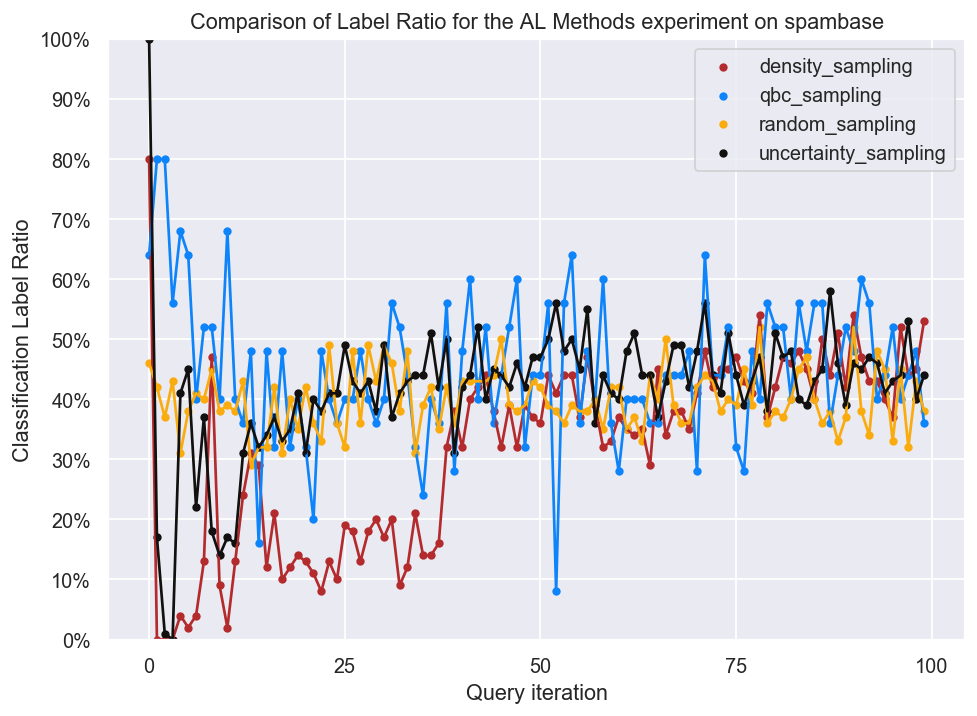 Comparison of Label Ratio for the AL Methods experiment on spambase
100%
90%
80%
70%
60%
50%
40%
30%
20%
10%
0%
Classification Label Ratio
density_sampling
qbc_sampling
random_sampling
uncertainty_sampling
0
25
50
75
100
Query iteration